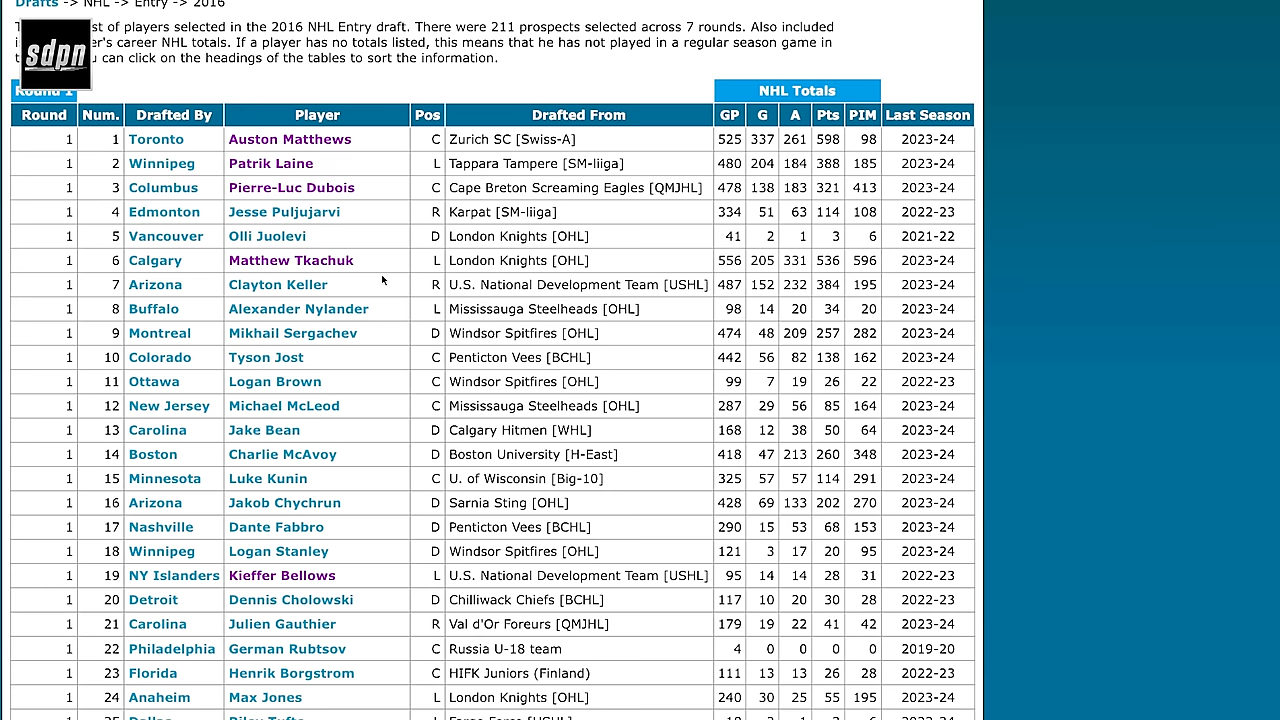 Drafts -> NHL -> Entry -> 2016
st of players selected in the 2016 NHL Entry draft. There were 211 prospects selected across 7 rounds. Also included
er's career NHL totals. If a player has no totals listed, this means that he has not played in a regular season game in
can click on the headings of the tables to sort the information.
sdpn
Round 1 NHL Totals
Round Num. Drafted By Player Pos Drafted From GP G A Pts PIM Last Season
1 1 Toronto Auston Matthews C Zurich SC [Swiss-A] 525 337 261 598 98 2023-24
1 2 Winnipeg Patrik Laine L Tappara Tampere [SM-liiga] 480 204 184 388 185 2023-24
1 3 Columbus Pierre-Luc Dubois C Cape Breton Screaming Eagles [QMJHL] 478 138 183 321 413 2023-24
1 4 Edmonton Jesse Puljujarvi R Karpat [SM-liiga] 334 51 63 114 108 2022-23
1 5 Vancouver Olli Juolevi D London Knights [OHL] 41 2 1 3 6 2021-22
1 6 Calgary Matthew Tkachuk L London Knights [OHL] 556 205 331 536 596 2023-24
1 7 Arizona Clayton Keller R U.S. National Development Team [USHL] 487 152 232 384 195 2023-24
1 8 Buffalo Alexander Nylander L Mississauga Steelheads [OHL] 98 14 20 34 20 2023-24
1 9 Montreal Mikhail Sergachev D Windsor Spitfires [OHL] 474 48 209 257 282 2023-24
1 10 Colorado Tyson Jost C Penticton Vees [BCHL] 442 56 82 138 162 2023-24
1 11 Ottawa Logan Brown C Windsor Spitfires [OHL] 99 7 19 26 22 2022-23
1 12 New Jersey Michael McLeod C Mississauga Steelheads [OHL] 287 29 56 85 164 2023-24
1 13 Carolina Jake Bean D Calgary Hitmen [WHL] 168 12 38 50 64 2023-24
1 14 Boston Charlie McAvoy D Boston University [H-East] 418 47 213 260 348 2023-24
1 15 Minnesota Luke Kunin C U. of Wisconsin [Big-10] 325 57 57 114 291 2023-24
1 16 Arizona Jakob Chychrun D Sarnia Sting [OHL] 428 69 133 202 270 2023-24
1 17 Nashville Dante Fabbro D Penticton Vees [BCHL] 290 15 53 68 153 2023-24
1 18 Winnipeg Logan Stanley D Windsor Spitfires [OHL] 121 3 17 20 95 2023-24
1 19 NY Islanders Kieffer Bellows L U.S. National Development Team [USHL] 95 14 14 28 31 2022-23
1 20 Detroit Dennis Cholowski D Chilliwack Chiefs [BCHL] 117 10 20 30 28 2023-24
1 21 Carolina Julien Gauthier R Val d'Or Foreurs [QMJHL] 179 19 22 41 42 2023-24
1 22 Philadelphia German Rubtsov C Russia U-18 team 4 0 0 0 0 2019-20
1 23 Florida Henrik Borgstrom C HIFK Juniors (Finland) 111 13 13 26 28 2022-23
1 24 Anaheim Max Jones L London Knights [OHL] 240 30 25 55 195 2023-24